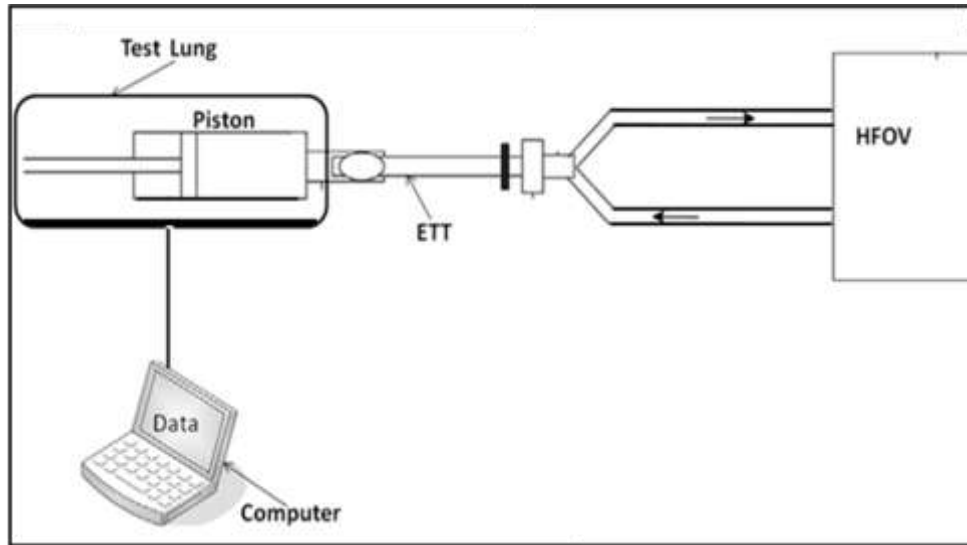 Test Lung
Piston
HFOV
ETT
Data
Computer